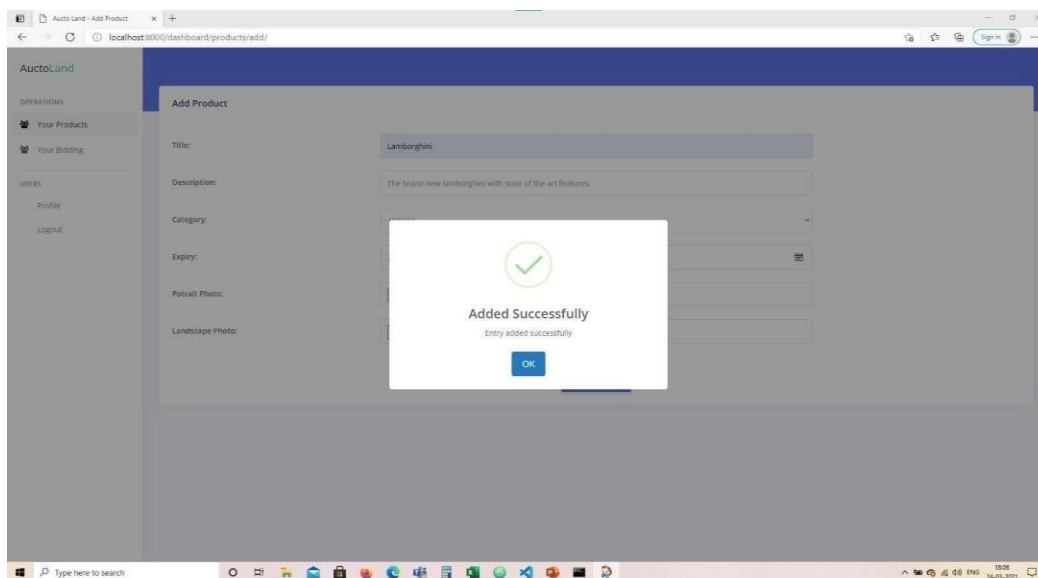 Aucto Land - Add Product
localhost:8000/dashboard/products/add/
Sign in
AuctoLand
OPERATIONS
Your Products
Your Bidding
USERS
Profile
Logout
Add Product
Title:
Lamborghini
Description:
The brand new lamborghini with state of the art features.
Category:
Expiry:
Potrait Photo:
Landscape Photo:
Added Successfully
Entry added successfully
OK
Type here to search
ENG
18:06